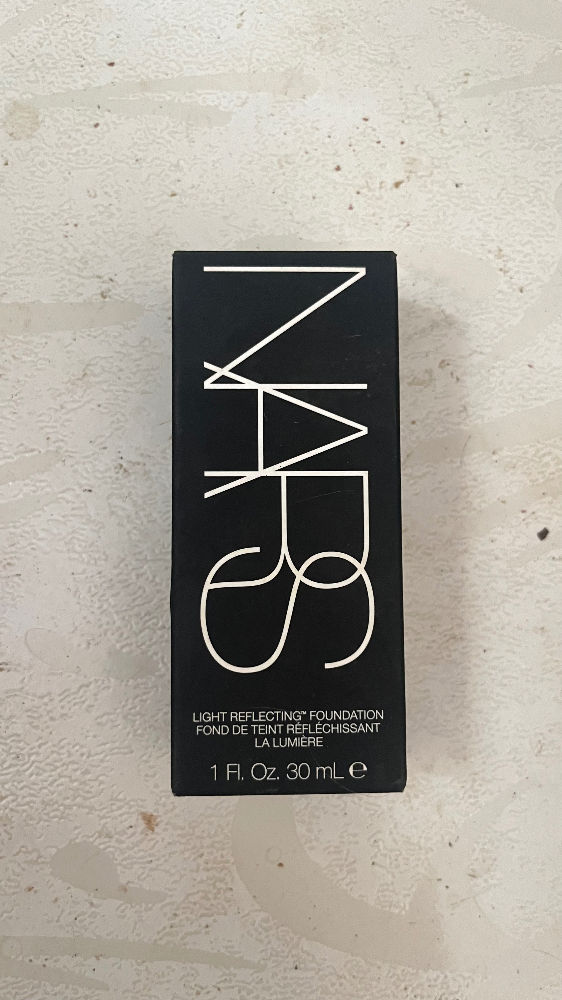 NARS
LIGHT REFLECTING™ FOUNDATION
FOND DE TEINT RÉFLÉCHISSANT
LA LUMIÈRE
1 Fl. Oz. 30 mL ℮